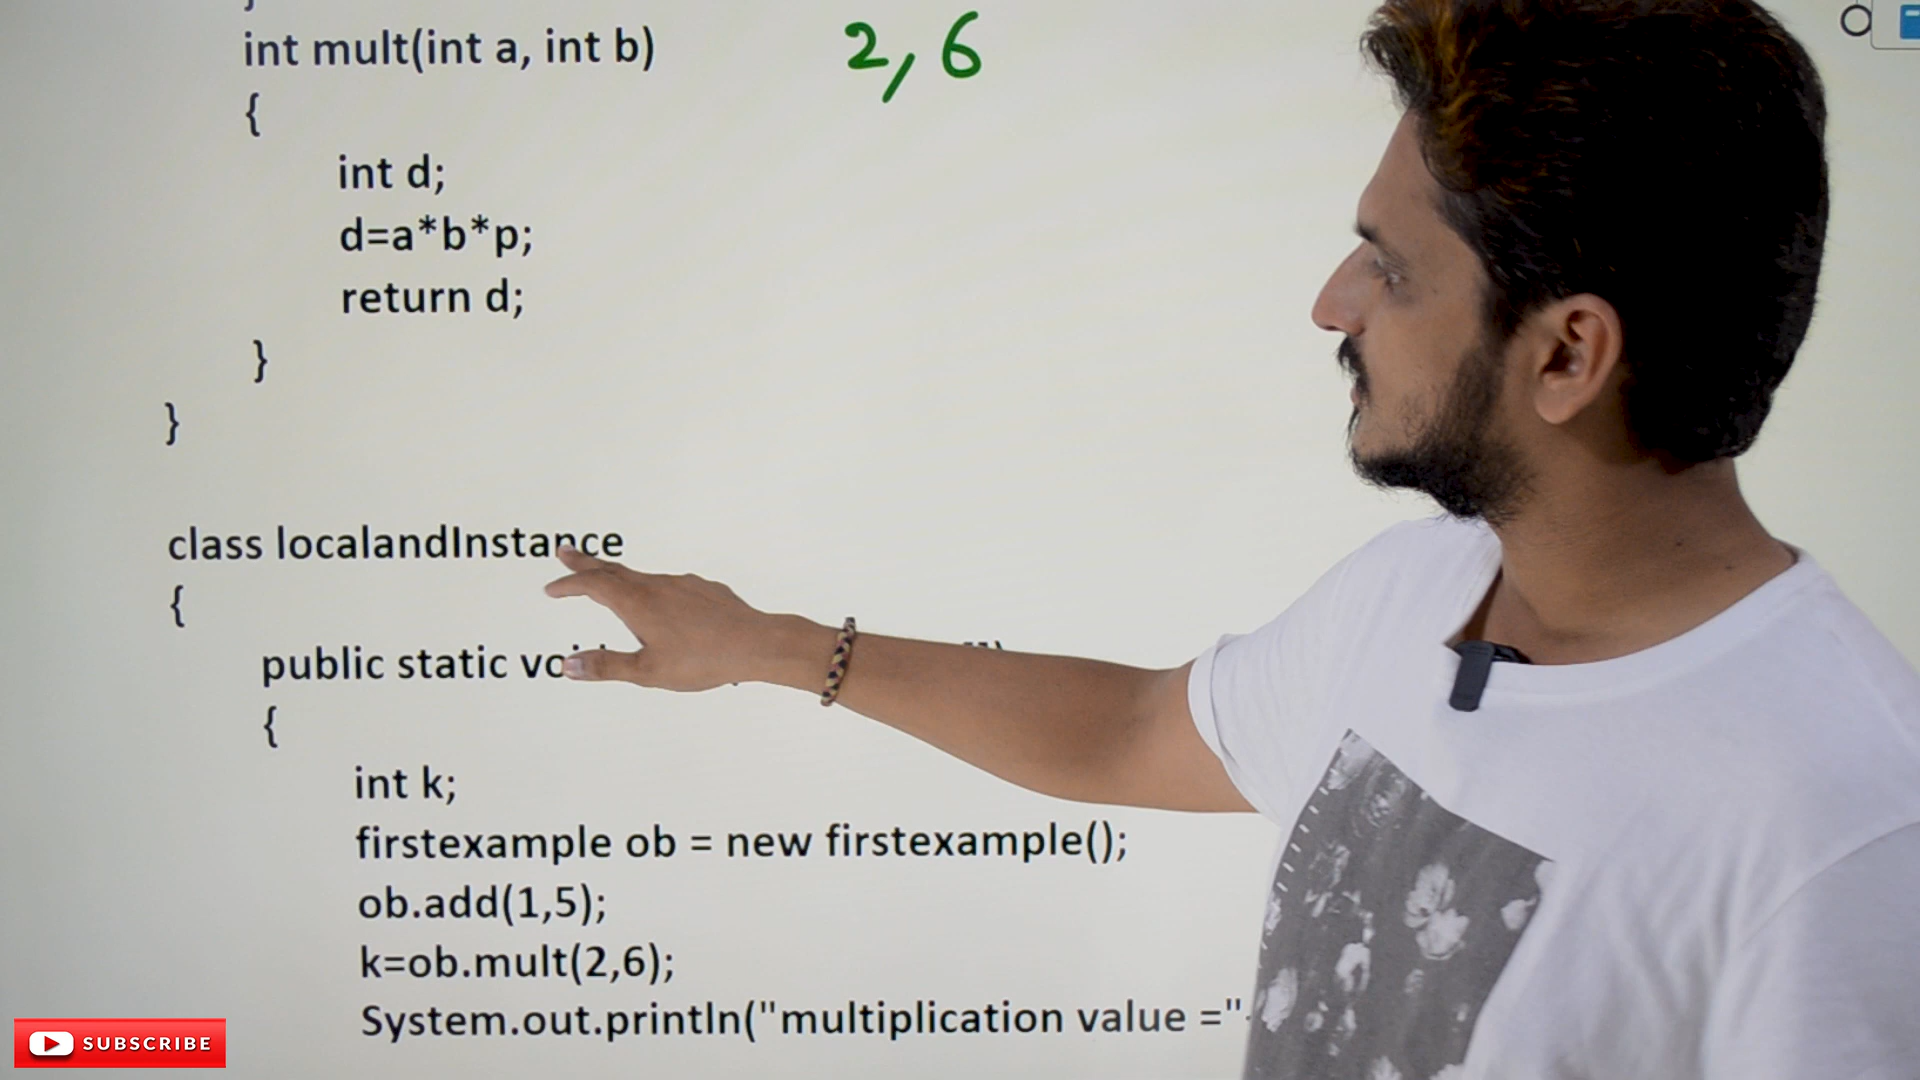 }
int mult(int a, int b) 2, 6
{
int d;
d=a*b*p;
return d;
}
}
class localandInstance
{
public static void
{
int k;
firstexample ob = new firstexample();
ob.add(1,5);
k=ob.mult(2,6);
System.out.println("multiplication value ="
SUBSCRIBE